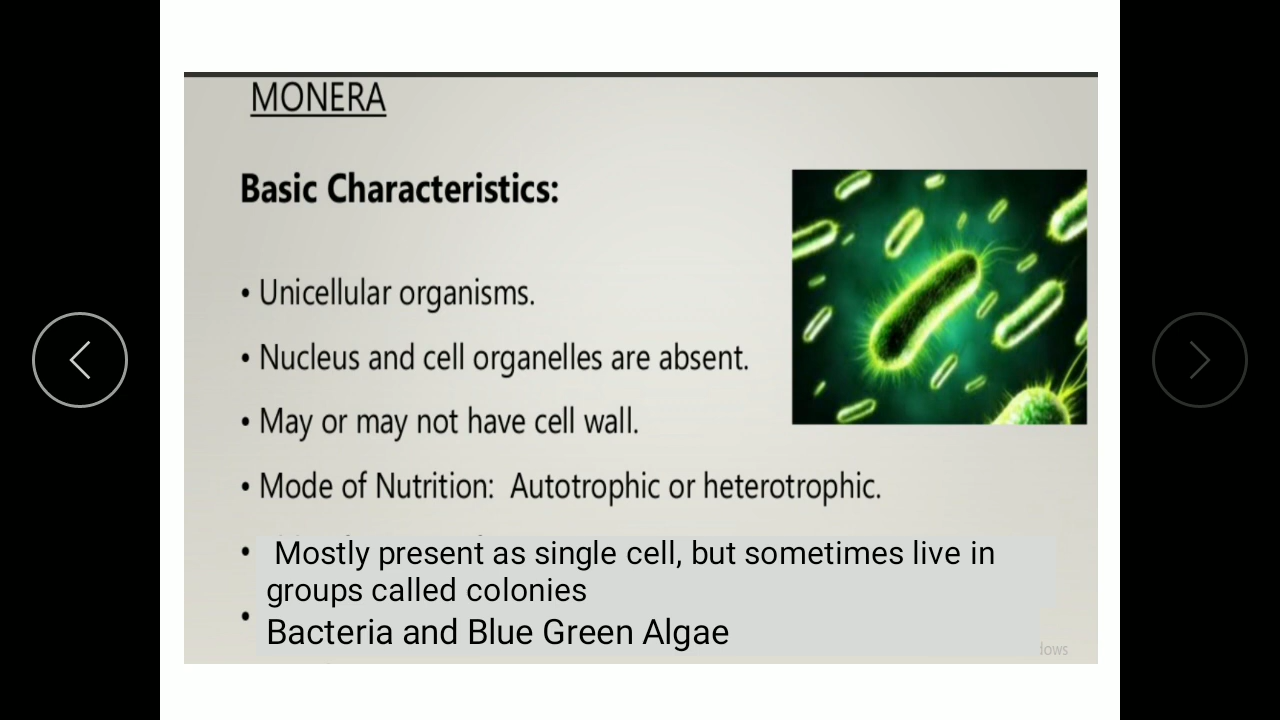 MONERA
Basic Characteristics:
• Unicellular organisms.
• Nucleus and cell organelles are absent.
• May or may not have cell wall.
• Mode of Nutrition: Autotrophic or heterotrophic.
• Mostly present as single cell, but sometimes live in
groups called colonies
• Bacteria and Blue Green Algae
dows